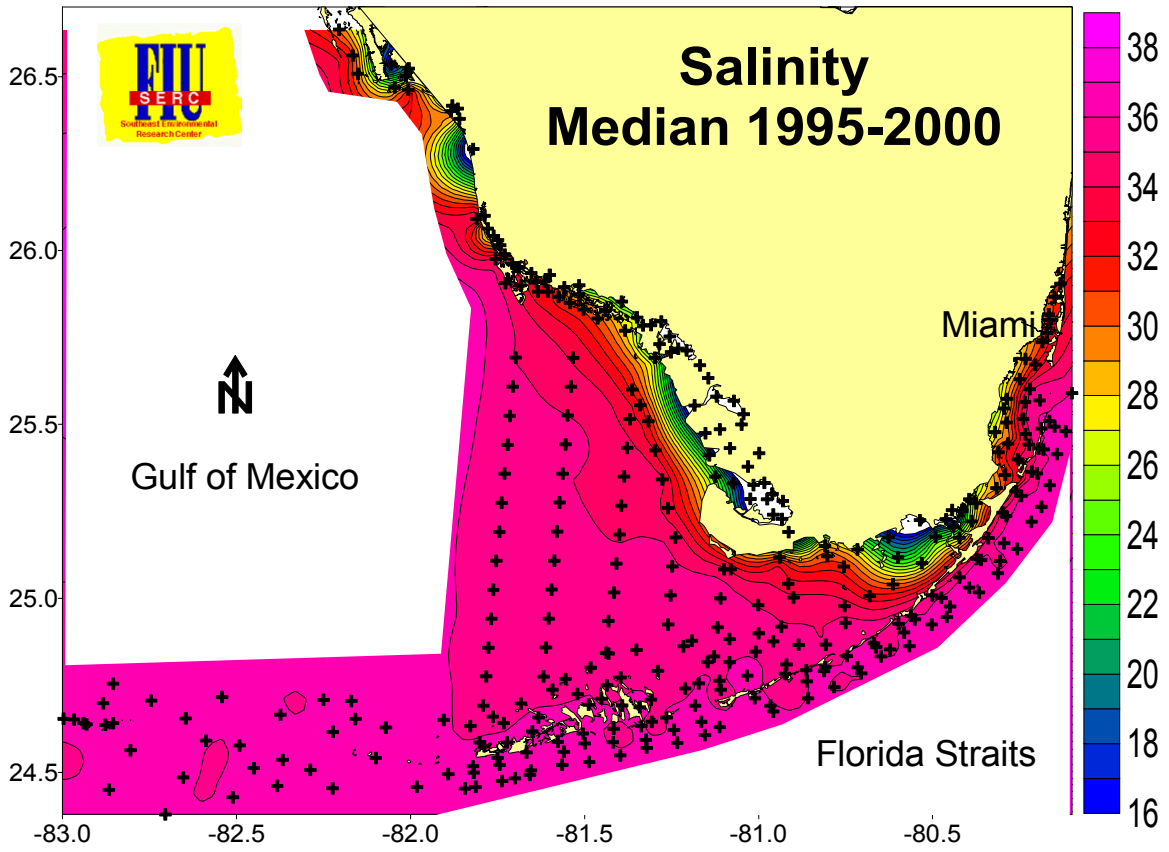 FIU
SERC
Southeast Environmental
Research Center
Salinity
Median 1995-2000
Miami
N
Gulf of Mexico
Florida Straits
26.5
26.0
25.5
25.0
24.5
-83.0
-82.5
-82.0
-81.5
-81.0
-80.5
38
36
34
32
30
28
26
24
22
20
18
16